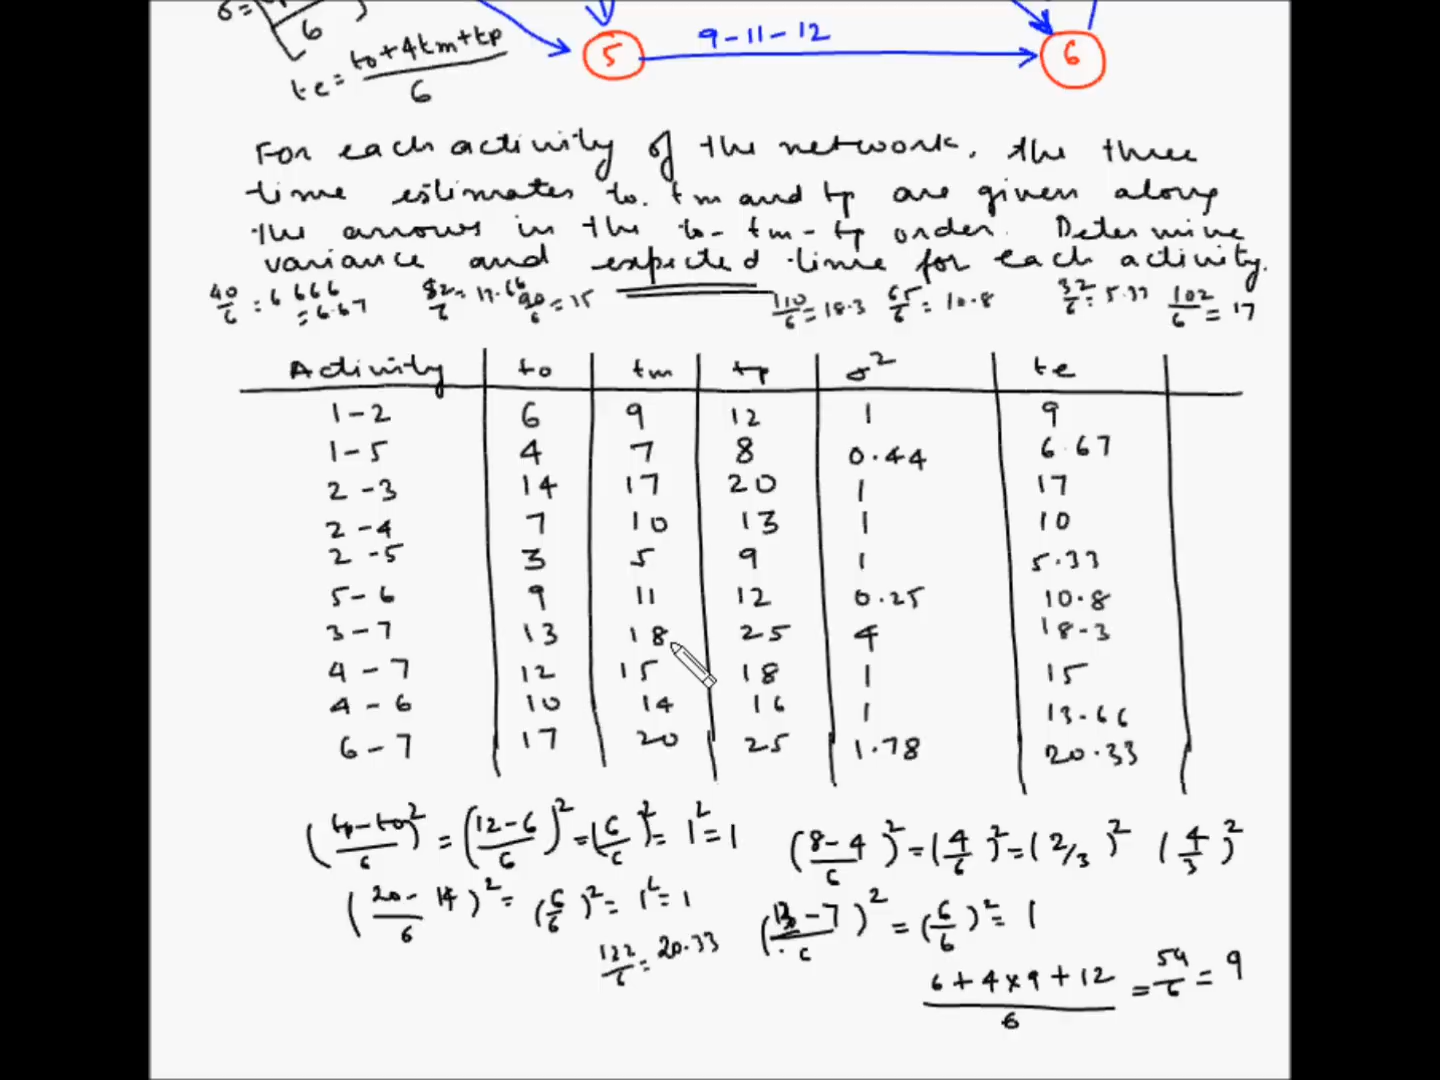 9-11-12
5
6
te = to+4tm+tp
6
For each activity of the network, the three
time estimates to. tm and tp are given along
the arrows in the to-tm-tp order. Determine
variance and expected time for each activity.
40/6 = 6.666 = 6.67 90/6 = 15 110/6 = 18.3 65/6 = 10.8 32/6 = 5.33 102/6 = 17
Activity to tm tp σ² te
1-2 6 9 12 1 9
1-5 4 7 8 0.44 6.67
2-3 14 17 20 1 17
2-4 7 10 13 1 10
2-5 3 5 9 1 5.33
5-6 9 11 12 0.25 10.8
3-7 13 18 25 4 18.3
4-7 12 15 18 1 15
4-6 10 14 16 1 13.66
6-7 17 20 25 1.78 20.33
(tp-to/6)² = (12-6/6)² = (6/6)² = 1² = 1 (8-4/6)² = (4/6)² = (2/3)² (4/3)²
(20-14/6)² = (6/6)² = 1² = 1 (13-7/6)² = (6/6)² = 1
122/6 = 20.33
6+4×9+12/6 = 54/6 = 9